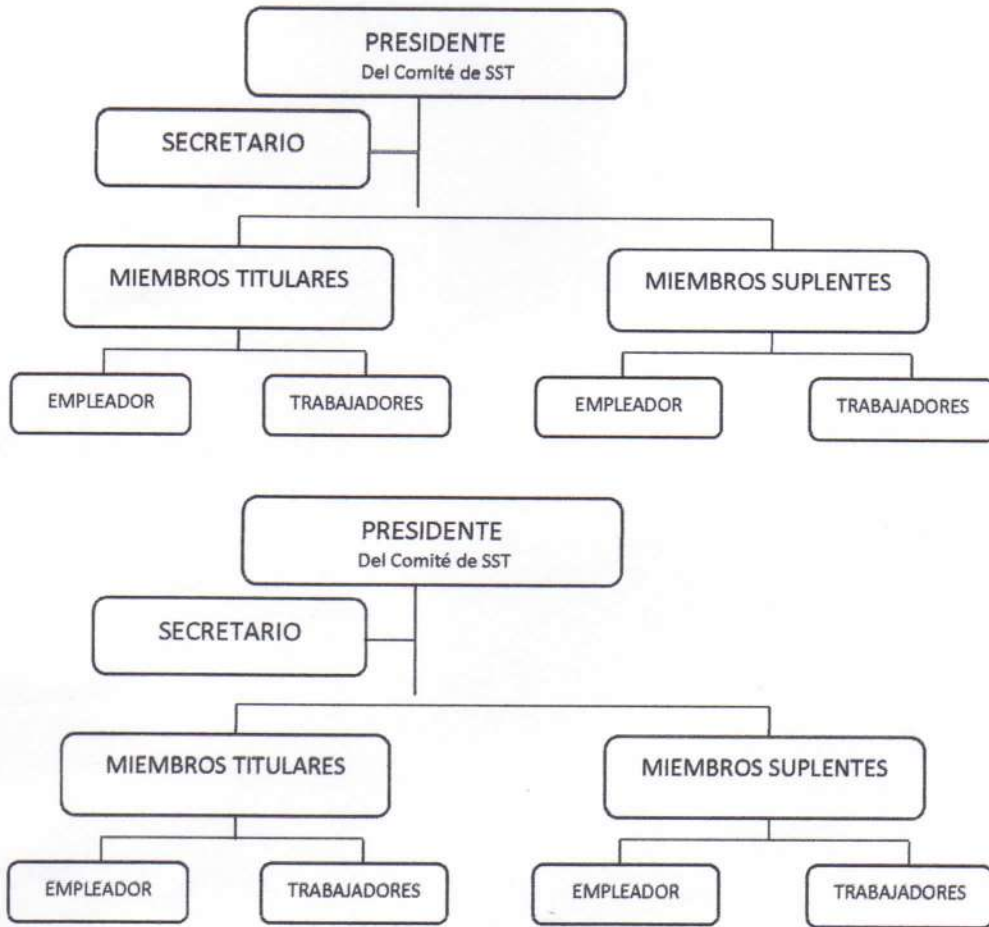 PRESIDENTE
Del Comité de SST
SECRETARIO
MIEMBROS TITULARES
MIEMBROS SUPLENTES
EMPLEADOR
TRABAJADORES
EMPLEADOR
TRABAJADORES
PRESIDENTE
Del Comité de SST
SECRETARIO
MIEMBROS TITULARES
MIEMBROS SUPLENTES
EMPLEADOR
TRABAJADORES
EMPLEADOR
TRABAJADORES